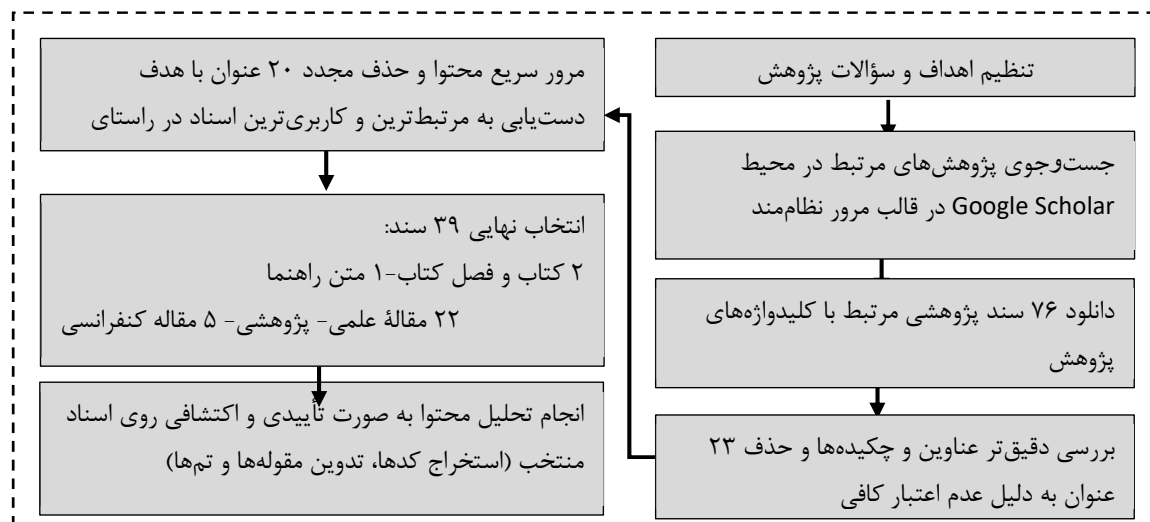 تنظیم اهداف و سؤالات پژوهش
جست‌وجوی پژوهش‌های مرتبط در محیط
Google Scholar در قالب مرور نظام‌مند
دانلود ۷۶ سند پژوهشی مرتبط با کلیدواژه‌های
پژوهش
بررسی دقیق‌تر عناوین و چکیده‌ها و حذف ۲۳
عنوان به دلیل عدم اعتبار کافی
مرور سریع محتوا و حذف مجدد ۲۰ عنوان با هدف
دست‌یابی به مرتبط‌ترین و کاربری‌ترین اسناد در راستای
انتخاب نهایی ۳۹ سند:
۲ کتاب و فصل کتاب-۱ متن راهنما
۲۲ مقالهٔ علمی- پژوهشی- ۵ مقاله کنفرانسی
انجام تحلیل محتوا به صورت تأییدی و اکتشافی روی اسناد
منتخب (استخراج کدها، تدوین مقوله‌ها و تم‌ها)